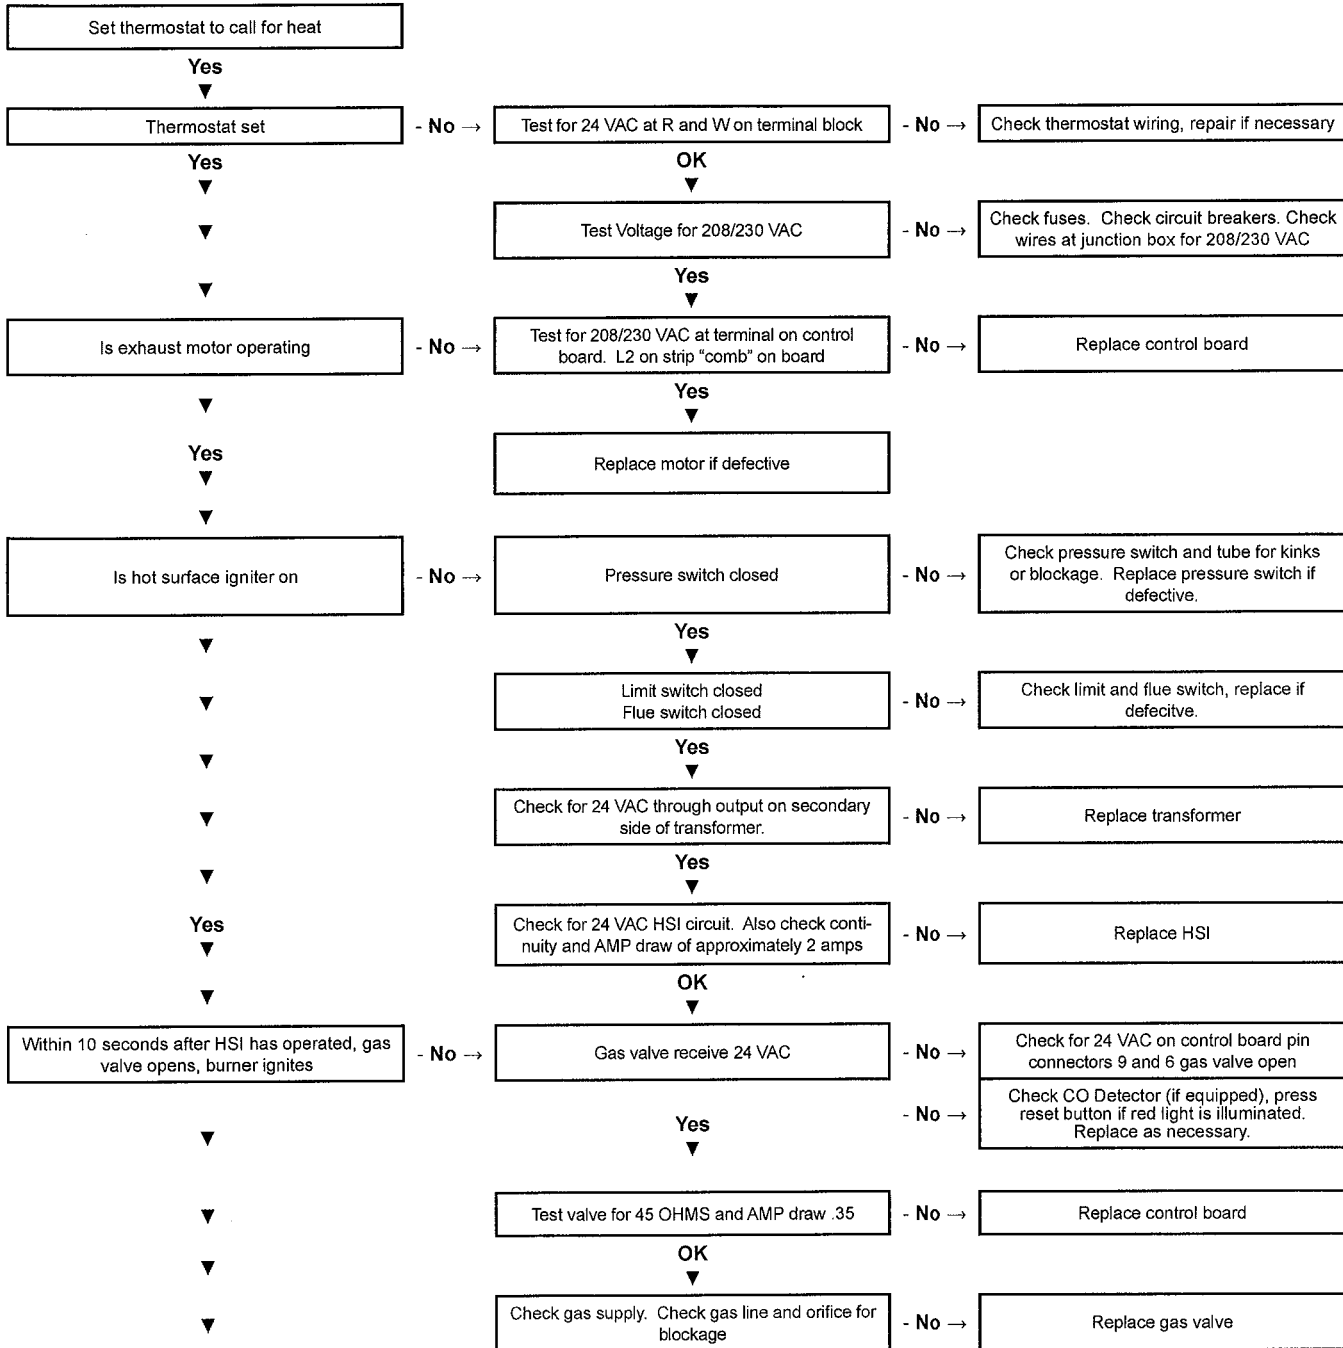 Set thermostat to call for heat
Yes
Thermostat set
- No →
Test for 24 VAC at R and W on terminal block
- No →
Check thermostat wiring, repair if necessary
Yes
OK
Test Voltage for 208/230 VAC
- No →
Check fuses. Check circuit breakers. Check
wires at junction box for 208/230 VAC
Yes
Is exhaust motor operating
- No →
Test for 208/230 VAC at terminal on control
board. L2 on strip "comb" on board
- No →
Replace control board
Yes
Yes
Replace motor if defective
Is hot surface igniter on
- No →
Pressure switch closed
- No →
Check pressure switch and tube for kinks
or blockage. Replace pressure switch if
defective.
Yes
Limit switch closed
Flue switch closed
- No →
Check limit and flue switch, replace if
defecitve.
Yes
Check for 24 VAC through output on secondary
side of transformer.
- No →
Replace transformer
Yes
Yes
Check for 24 VAC HSI circuit. Also check conti-
nuity and AMP draw of approximately 2 amps
- No →
Replace HSI
OK
Within 10 seconds after HSI has operated, gas
valve opens, burner ignites
- No →
Gas valve receive 24 VAC
- No →
Check for 24 VAC on control board pin
connectors 9 and 6 gas valve open
- No →
Check CO Detector (if equipped), press
reset button if red light is illuminated.
Replace as necessary.
Yes
Test valve for 45 OHMS and AMP draw .35
- No →
Replace control board
OK
Check gas supply. Check gas line and orifice for
blockage
- No →
Replace gas valve